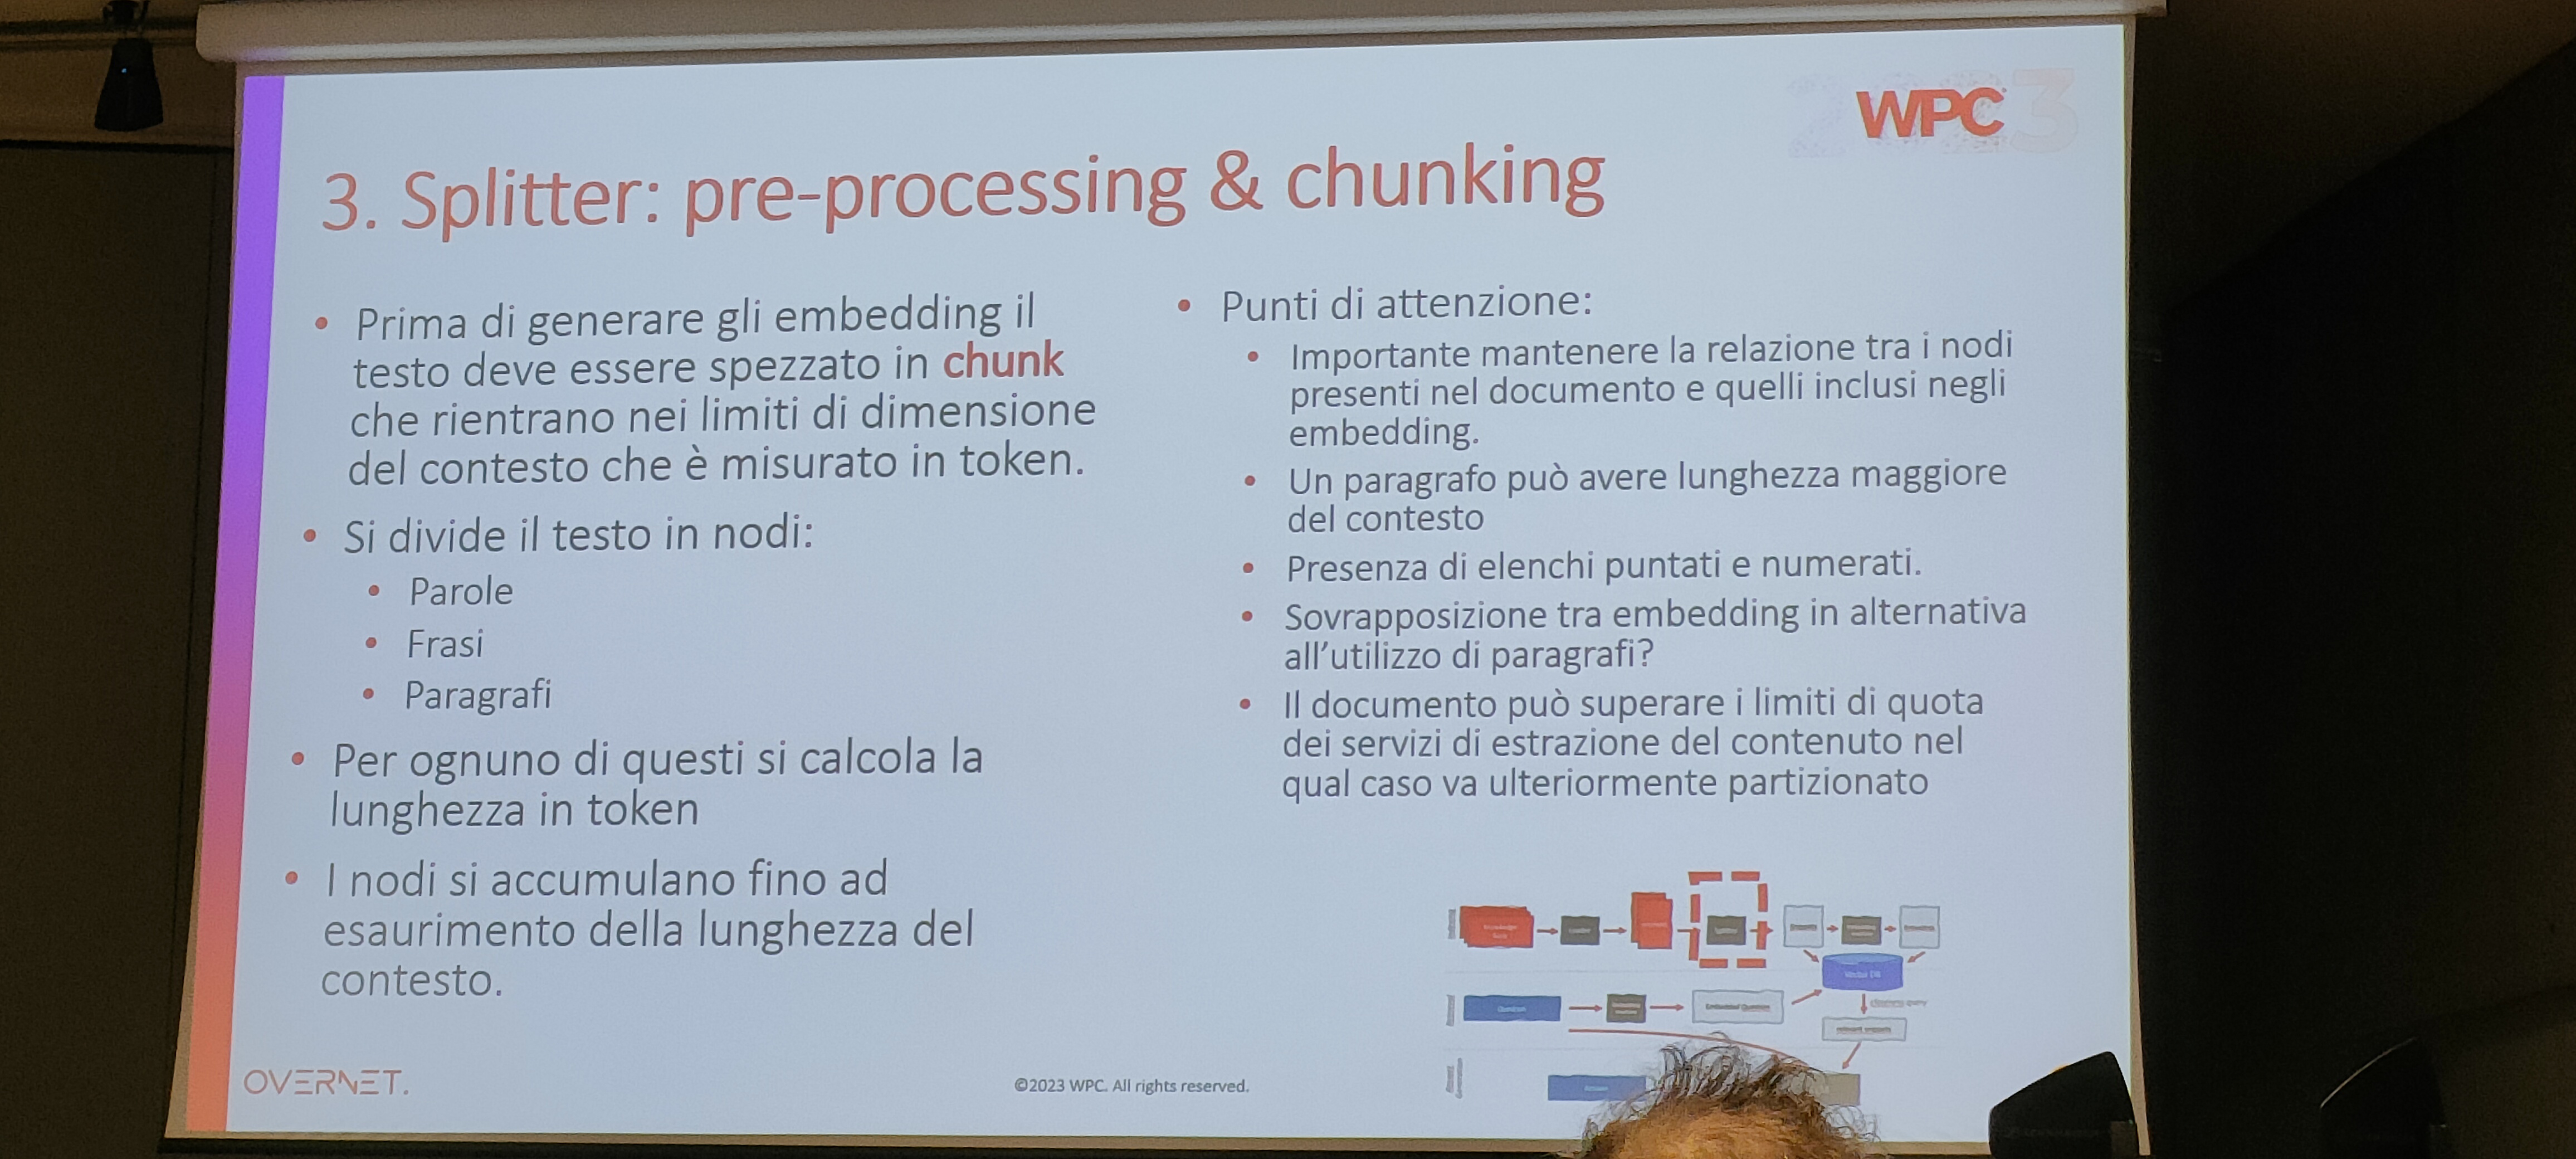 WPC
3. Splitter: pre-processing & chunking
• Prima di generare gli embedding il
testo deve essere spezzato in chunk
che rientrano nei limiti di dimensione
del contesto che è misurato in token.
• Si divide il testo in nodi:
• Parole
• Frasi
• Paragrafi
• Per ognuno di questi si calcola la
lunghezza in token
• I nodi si accumulano fino ad
esaurimento della lunghezza del
contesto.
• Punti di attenzione:
• Importante mantenere la relazione tra i nodi
presenti nel documento e quelli inclusi negli
embedding.
• Un paragrafo può avere lunghezza maggiore
del contesto
• Presenza di elenchi puntati e numerati.
• Sovrapposizione tra embedding in alternativa
all'utilizzo di paragrafi?
• Il documento può superare i limiti di quota
dei servizi di estrazione del contenuto nel
qual caso va ulteriormente partizionato
Vector DB
Question
Embedded Question
OVERNET.
©2023 WPC. All rights reserved.